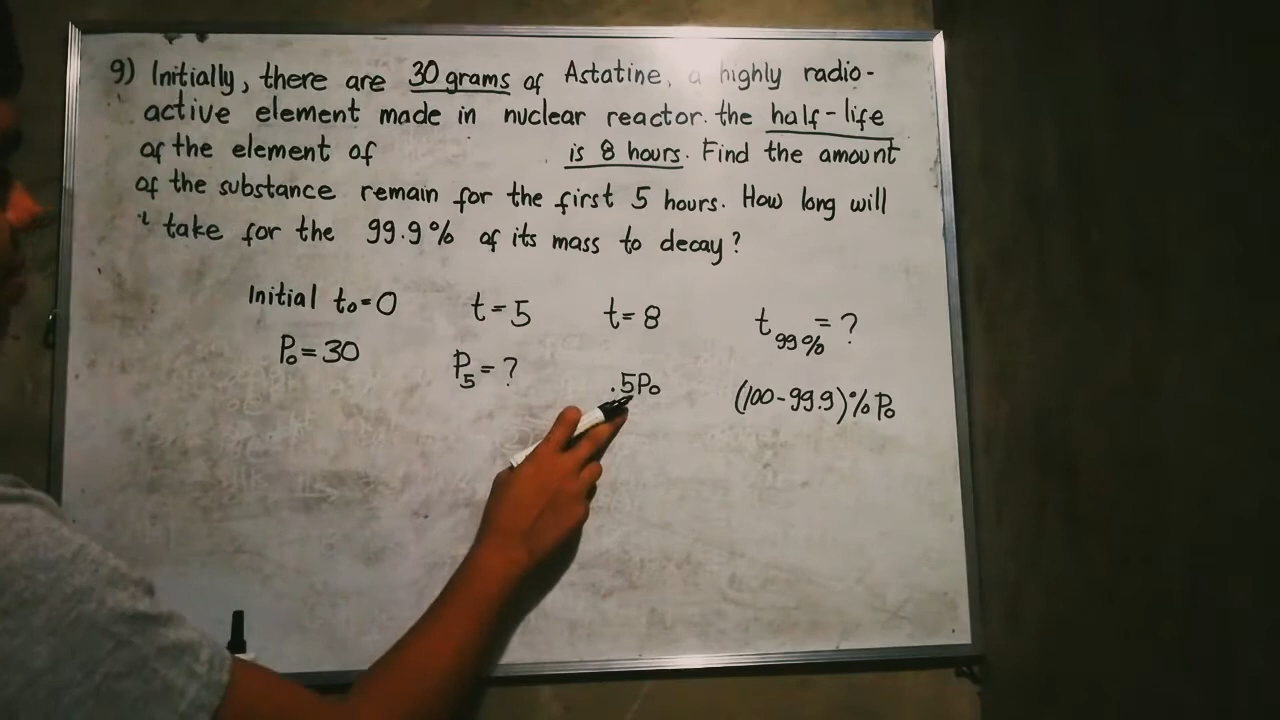 9) Initially, there are 30 grams of Astatine, a highly radio-
active element made in nuclear reactor. the half-life
of the element of is 8 hours. Find the amount
of the substance remain for the first 5 hours. How long will
take for the 99.9% of its mass to decay?
Initial t₀=0 t=5 t=8 t99%=?
P₀=30 P₅=? .5P₀ (100-99.9)% P₀